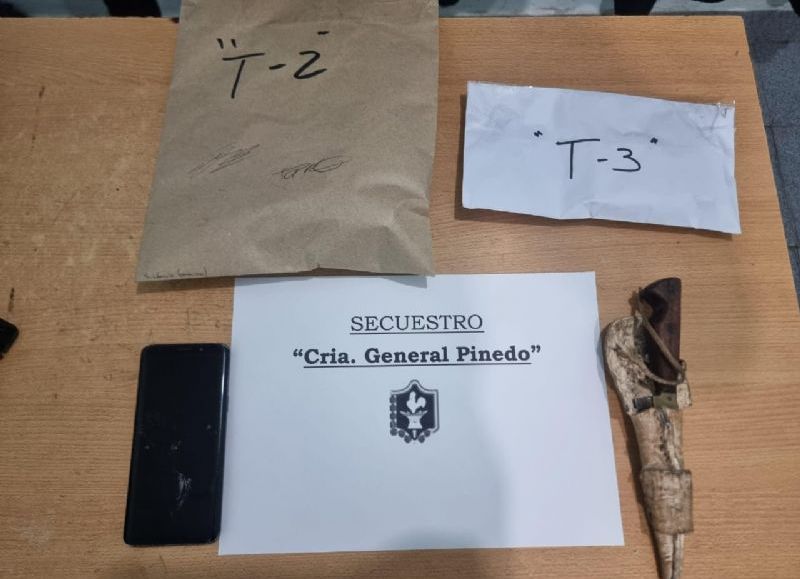 "T-2"
"T-3"
SECUESTRO
"Cria. General Pinedo"